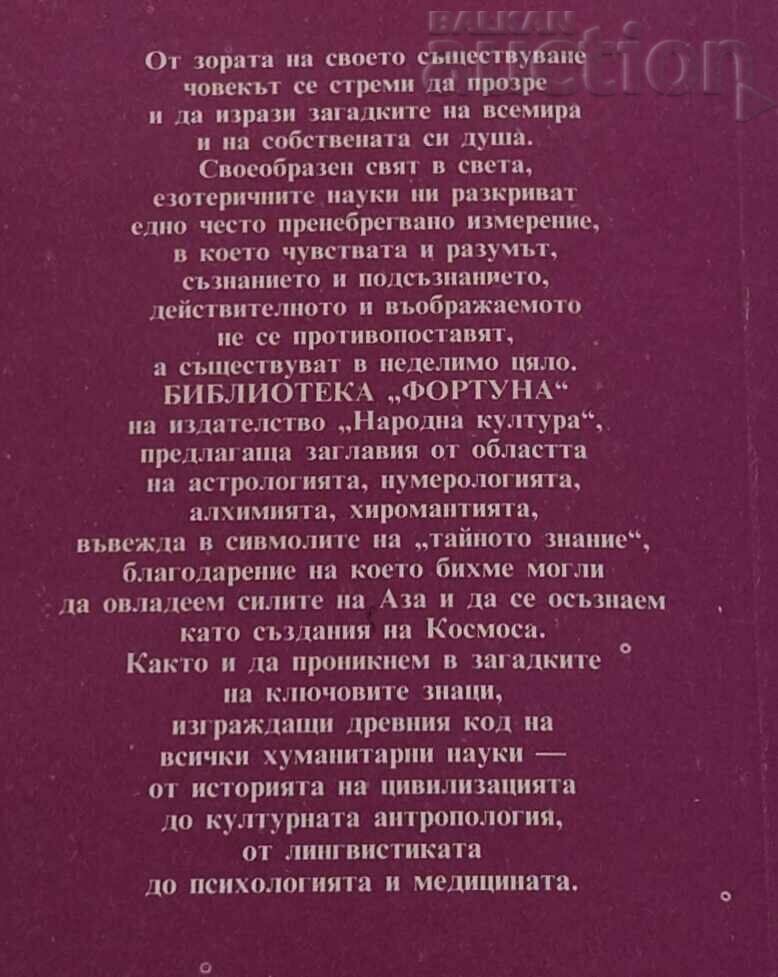 BALKAN
auction
От зората на своето съществуване
човекът се стреми да прозре
и да изрази загадките на всемира
и на собствената си душа.
Своеобразен свят в света,
езотеричните науки ни разкриват
едно често пренебрегвано измерение,
в което чувствата и разумът,
съзнанието и подсъзнанието,
действителното и въображаемото
не се противопоставят,
а съществуват в неделимо цяло.
БИБЛИОТЕКА „ФОРТУНА“
на издателство „Народна култура“,
предлагаща заглавия от областта
на астрологията, нумерологията,
алхимията, хиромантията,
въвежда в сивмолите на „тайното знание“,
благодарение на което бихме могли
да овладеем силите на Аза и да се осъзнаем
като създания на Космоса.
Както и да проникнем в загадките
на ключовите знаци,
изграждащи древния код на
всички хуманитарни науки —
от историята на цивилизацията
до културната антропология,
от лингвистиката
до психологията и медицината.